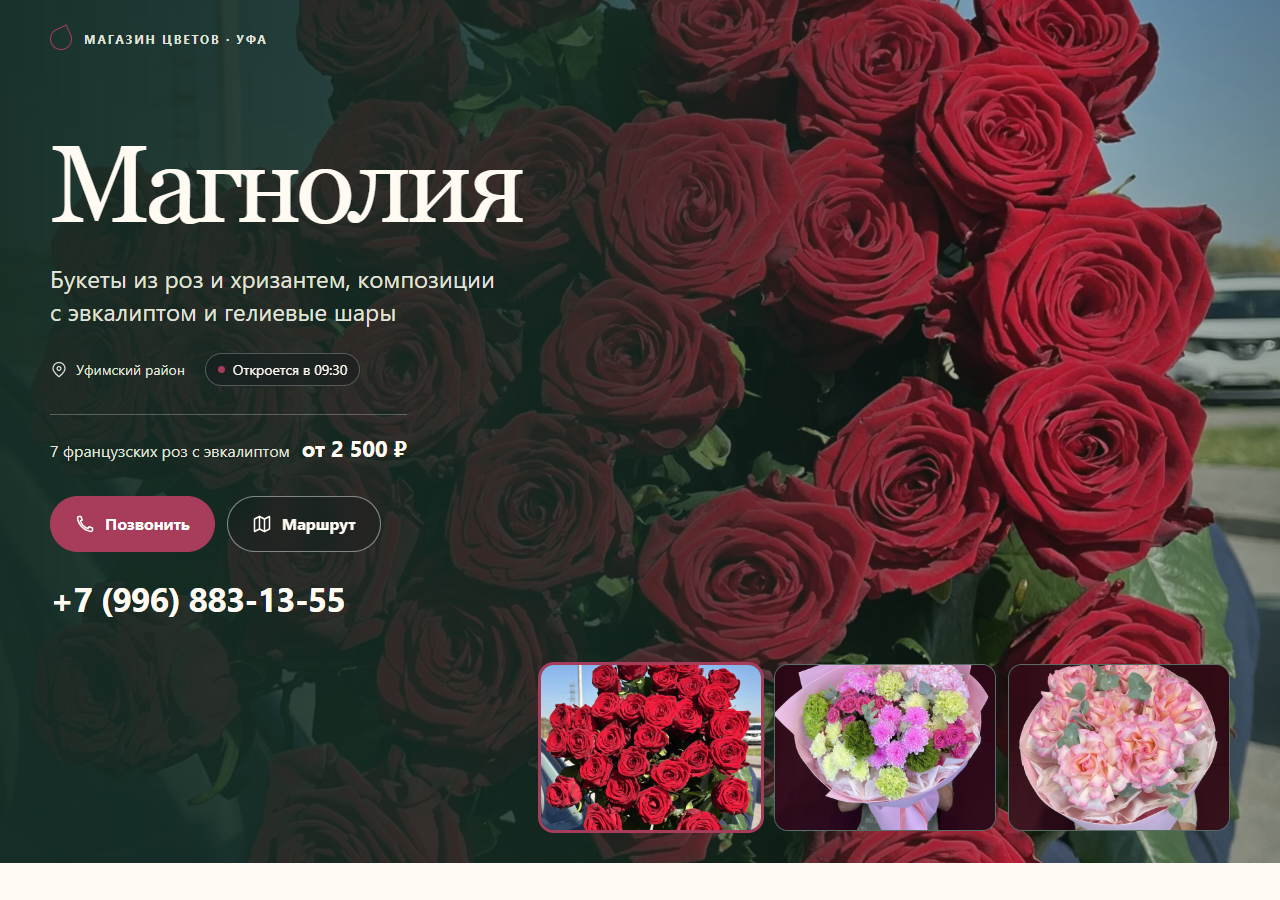 МАГАЗИН ЦВЕТОВ · УФА
Магнолия
Букеты из роз и хризантем, композиции
с эвкалиптом и гелиевые шары
Уфимский район
Откроется в 09:30
7 французских роз с эвкалиптом от 2 500 ₽
Позвонить
Маршрут
+7 (996) 883-13-55